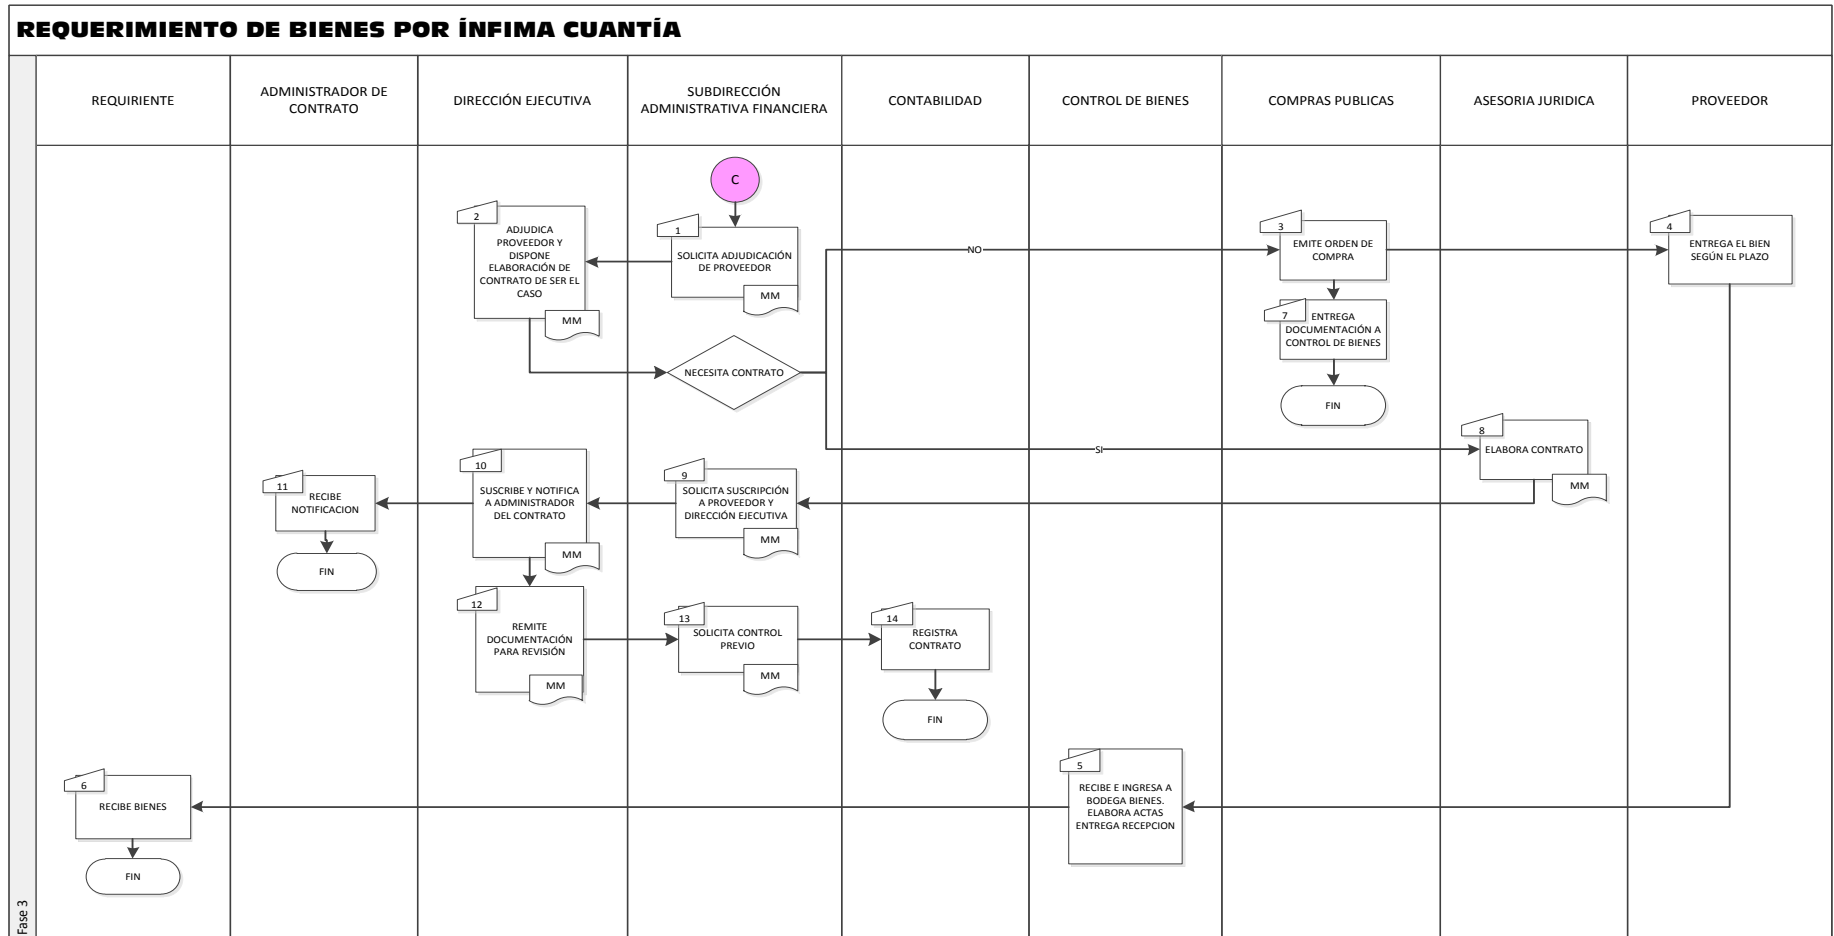 REQUERIMIENTO DE BIENES POR ÍNFIMA CUANTÍA
REQUIRIENTE
ADMINISTRADOR DE
CONTRATO
DIRECCIÓN EJECUTIVA
SUBDIRECCIÓN
ADMINISTRATIVA FINANCIERA
CONTABILIDAD
CONTROL DE BIENES
COMPRAS PUBLICAS
ASESORIA JURIDICA
PROVEEDOR
C
1
SOLICITA ADJUDICACIÓN
DE PROVEEDOR
MM
2
ADJUDICA
PROVEEDOR Y
DISPONE
ELABORACIÓN DE
CONTRATO DE SER EL
CASO
MM
NECESITA CONTRATO
NO
3
EMITE ORDEN DE
COMPRA
4
ENTREGA EL BIEN
SEGÚN EL PLAZO
7
ENTREGA
DOCUMENTACIÓN A
CONTROL DE BIENES
FIN
SI
8
ELABORA CONTRATO
MM
9
SOLICITA SUSCRIPCIÓN
A PROVEEDOR Y
DIRECCIÓN EJECUTIVA
MM
10
SUSCRIBE Y NOTIFICA
A ADMINISTRADOR
DEL CONTRATO
MM
11
RECIBE
NOTIFICACION
FIN
12
REMITE
DOCUMENTACIÓN
PARA REVISIÓN
MM
13
SOLICITA CONTROL
PREVIO
MM
14
REGISTRA
CONTRATO
FIN
5
RECIBE E INGRESA A
BODEGA BIENES.
ELABORA ACTAS
ENTREGA RECEPCION
6
RECIBE BIENES
FIN
Fase 3